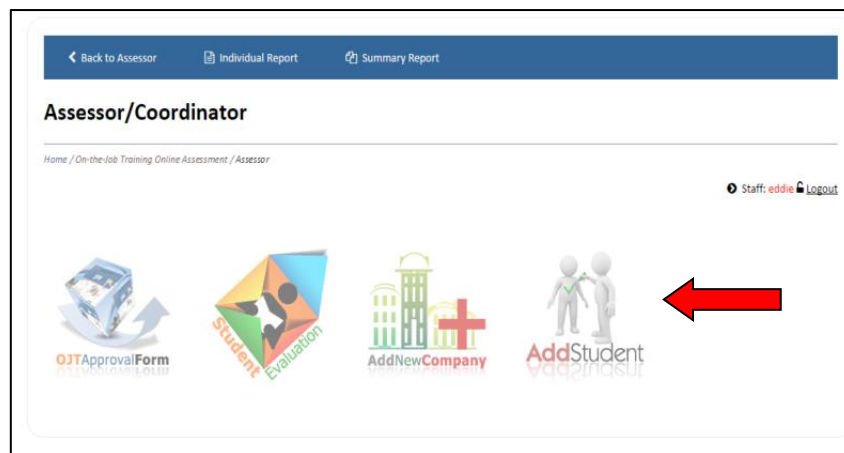 Back to Assessor Individual Report Summary Report
Assessor/Coordinator
Home / On-the-Job Training Online Assessment / Assessor
Staff: eddie Logout
OJTApprovalForm
Student Evaluation
AddNewCompany
AddStudent